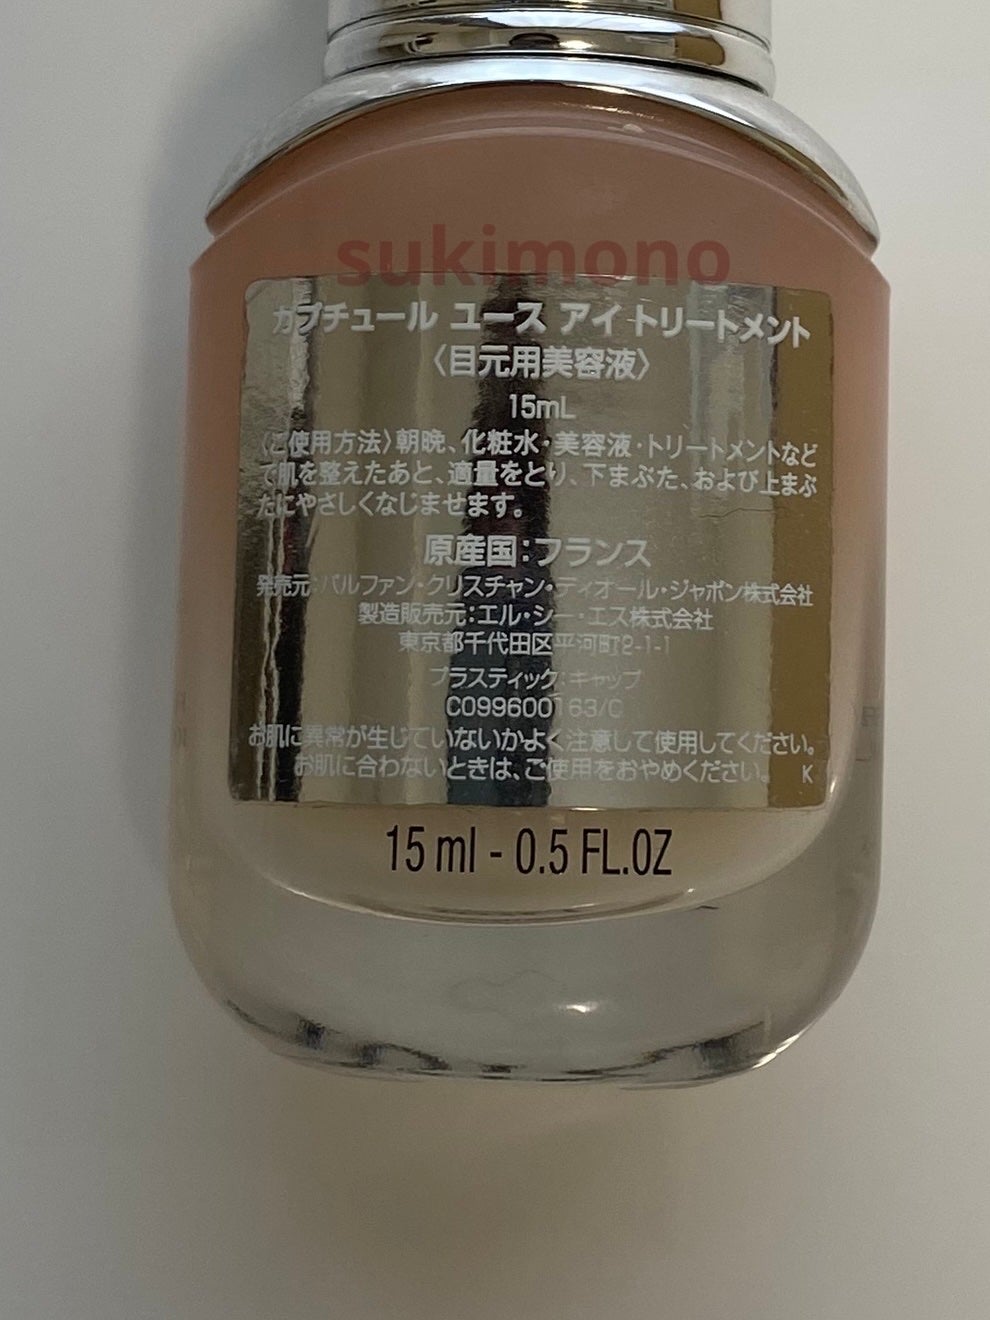 sukimono
カプチュール ユース アイ トリートメント
〈目元用美容液〉
15mL
〈ご使用方法〉朝晩、化粧水・美容液・トリートメントなど
で肌を整えたあと、適量をとり、下まぶた、および上まぶ
たにやさしくなじませます。
原産国：フランス
発売元：パルファン・クリスチャン・ディオール・ジャポン株式会社
製造販売元：エル・シー・エス株式会社
東京都千代田区平河町2-1-1
プラスティック：キャップ
C099600163/C
お肌に異常が生じていないかよく注意して使用してください。
お肌に合わないときは、ご使用をおやめください。 K
15 ml - 0.5 FL.OZ